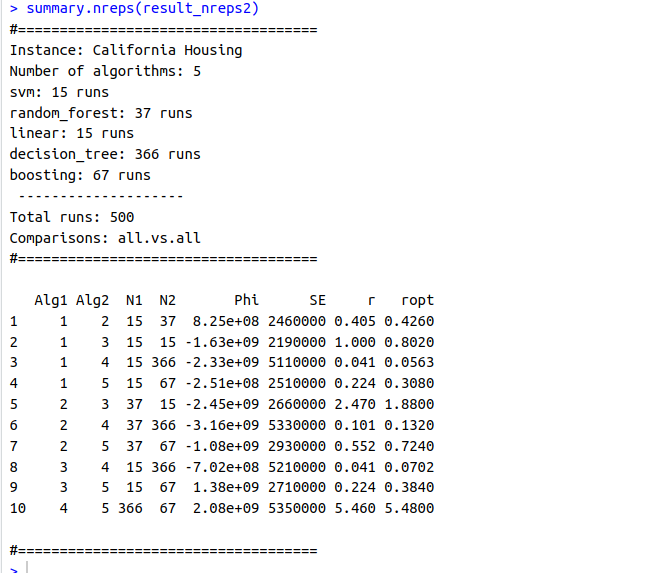 > summary.nreps(result_nreps2)
#====================================
Instance: California Housing
Number of algorithms: 5
svm: 15 runs
random_forest: 37 runs
linear: 15 runs
decision_tree: 366 runs
boosting: 67 runs
 --------------------
Total runs: 500
Comparisons: all.vs.all
#====================================

   Alg1 Alg2  N1  N2       Phi      SE     r   ropt
1     1    2  15  37  8.25e+08 2460000 0.405 0.4260
2     1    3  15  15 -1.63e+09 2190000 1.000 0.8020
3     1    4  15 366 -2.33e+09 5110000 0.041 0.0563
4     1    5  15  67 -2.51e+08 2510000 0.224 0.3080
5     2    3  37  15 -2.45e+09 2660000 2.470 1.8800
6     2    4  37 366 -3.16e+09 5330000 0.101 0.1320
7     2    5  37  67 -1.08e+09 2930000 0.552 0.7240
8     3    4  15 366 -7.02e+08 5210000 0.041 0.0702
9     3    5  15  67  1.38e+09 2710000 0.224 0.3840
10    4    5 366  67  2.08e+09 5350000 5.460 5.4800

#====================================
>